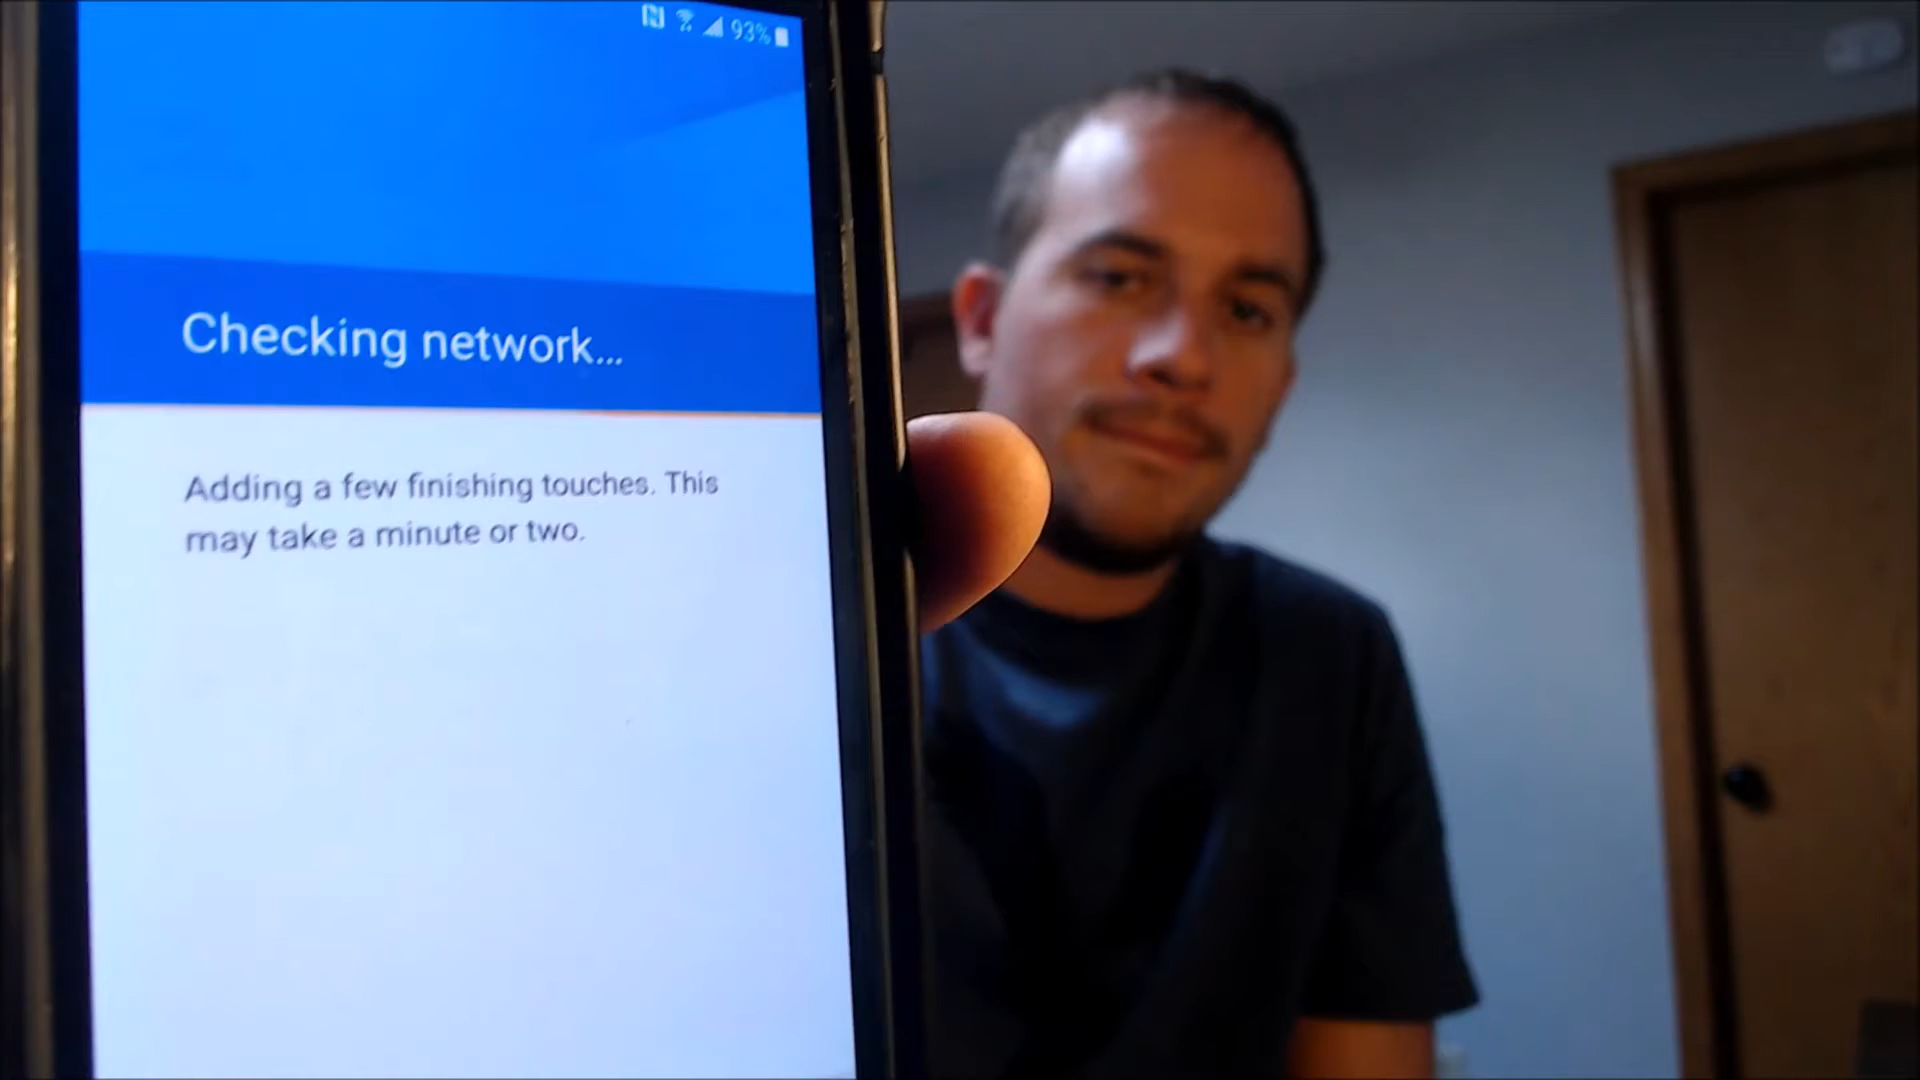 93%
Checking network...
Adding a few finishing touches. This
may take a minute or two.